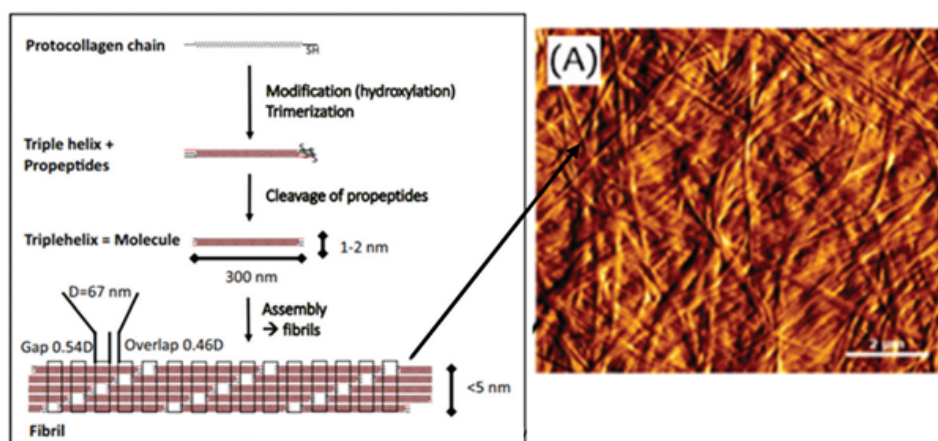 Protocollagen chain
SH
Modification (hydroxylation)
Trimerization
Triple helix +
Propeptides
Cleavage of propeptides
Triplehelix = Molecule
1-2 nm
300 nm
D=67 nm
Assembly
→ fibrils
Gap 0.54D
Overlap 0.46D
<5 nm
Fibril
(A)
2 µm